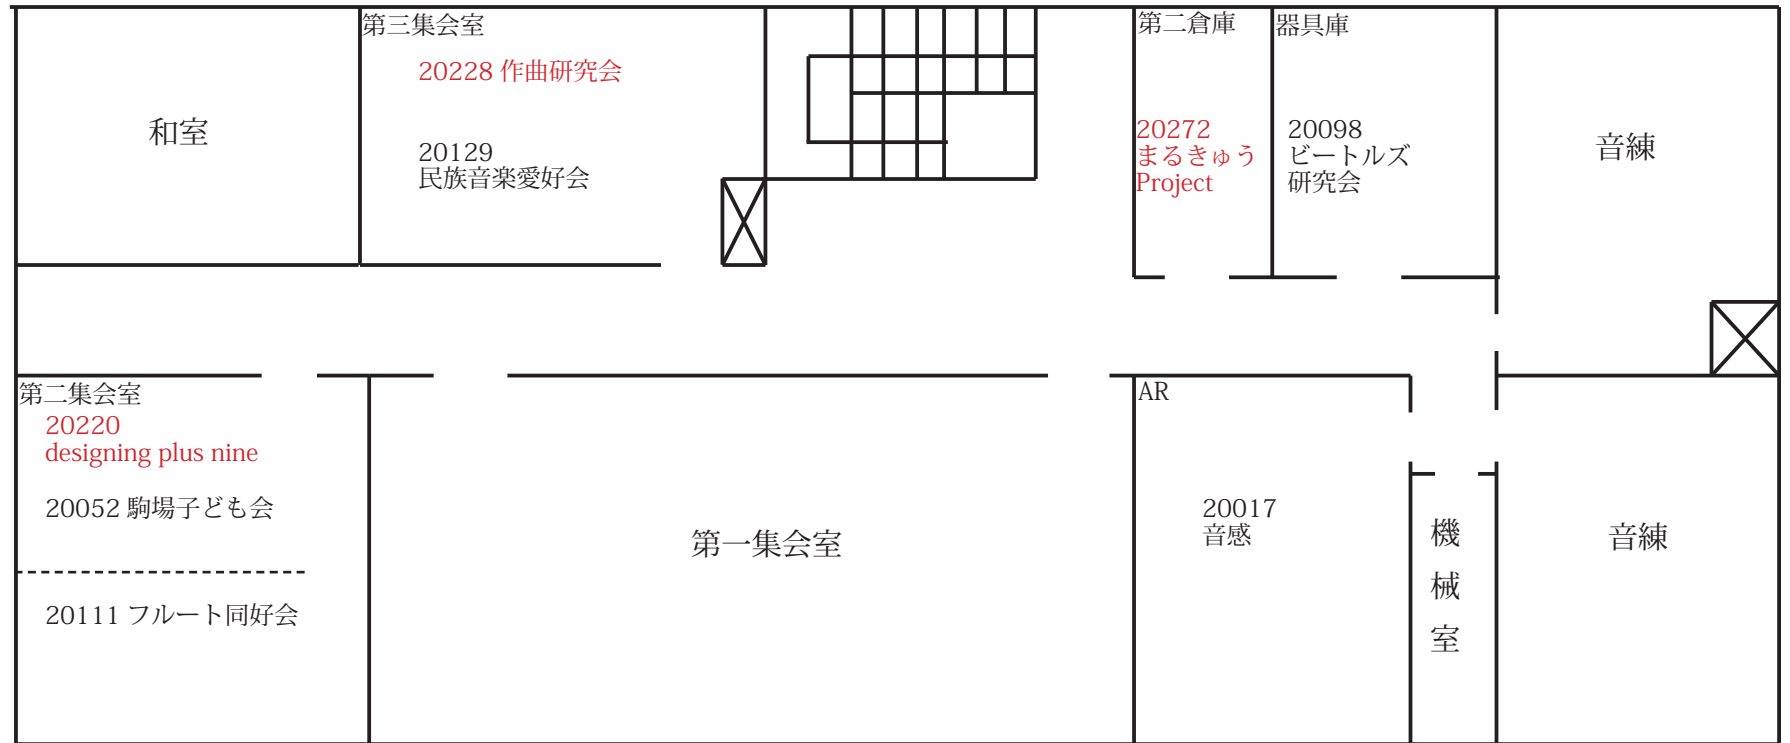 第三集会室
20228 作曲研究会
20129
民族音楽愛好会
和室
第二倉庫
20272
まるきゅう
Project
器具庫
20098
ビートルズ
研究会
音練
第二集会室
20220
designing plus nine
20052 駒場子ども会
20111 フルート同好会
第一集会室
AR
20017
音感
機
械
室
音練